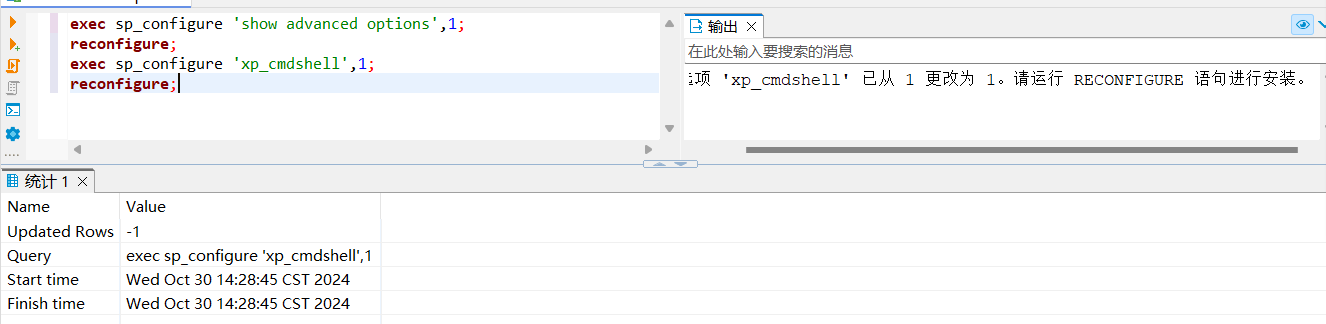 exec sp_configure 'show advanced options',1;
reconfigure;
exec sp_configure 'xp_cmdshell',1;
reconfigure;
输出
在此处输入要搜索的消息
项 'xp_cmdshell' 已从 1 更改为 1。请运行 RECONFIGURE 语句进行安装。
统计 1
Name Value
Updated Rows -1
Query exec sp_configure 'xp_cmdshell',1
Start time Wed Oct 30 14:28:45 CST 2024
Finish time Wed Oct 30 14:28:45 CST 2024